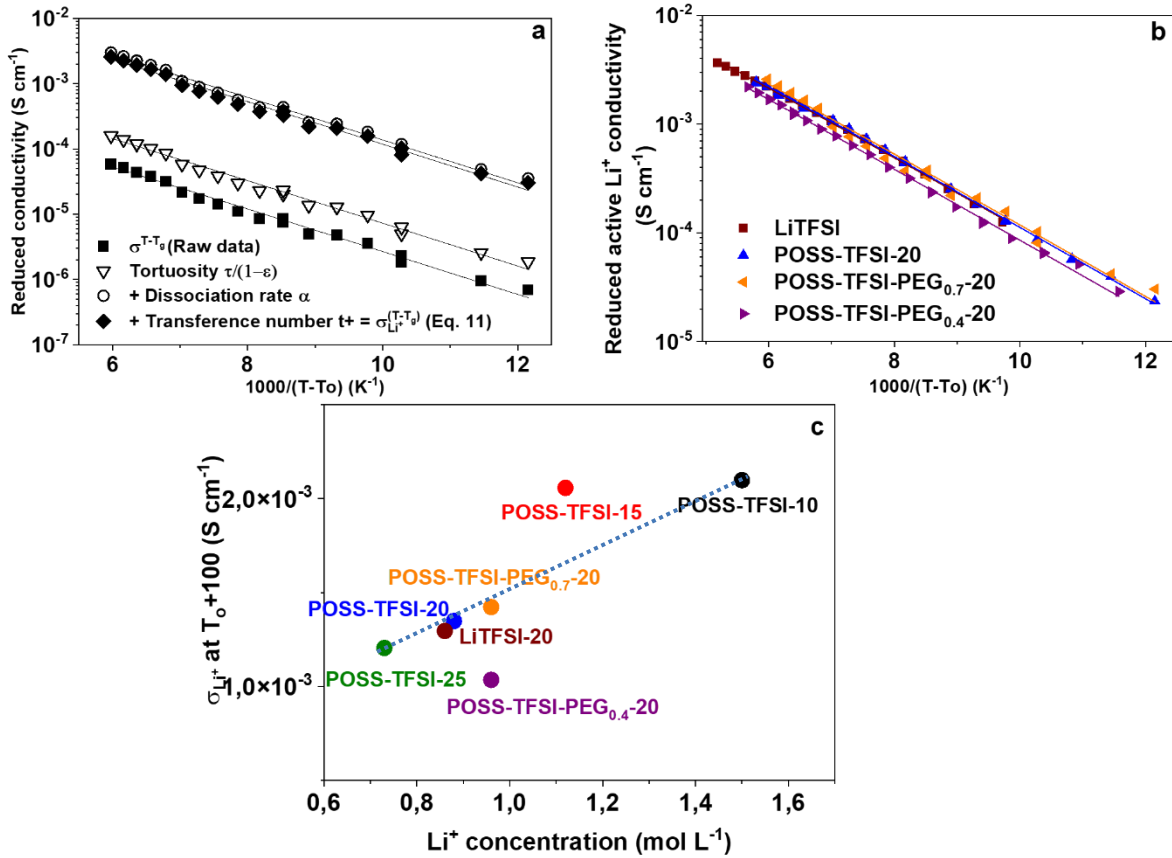 a
Reduced conductivity (S cm⁻¹)
10⁻²
10⁻³
10⁻⁴
10⁻⁵
10⁻⁶
10⁻⁷
σ^T-Tg (Raw data)
Tortuosity τ/(1−ε)
+ Dissociation rate α
+ Transference number t+ = σ_Li⁺^(T-Tg) (Eq. 11)
6 7 8 9 10 11 12
1000/(T-To) (K⁻¹)
b
Reduced active Li⁺ conductivity
(S cm⁻¹)
10⁻²
10⁻³
10⁻⁴
10⁻⁵
LiTFSI
POSS-TFSI-20
POSS-TFSI-PEG₀.₇-20
POSS-TFSI-PEG₀.₄-20
6 8 10 12
1000/(T-To) (K⁻¹)
c
σ_Li⁺ at T₀+100 (S cm⁻¹)
2,0×10⁻³
1,0×10⁻³
POSS-TFSI-15
POSS-TFSI-10
POSS-TFSI-PEG₀.₇-20
POSS-TFSI-20
LiTFSI-20
POSS-TFSI-25
POSS-TFSI-PEG₀.₄-20
0,6 0,8 1,0 1,2 1,4 1,6
Li⁺ concentration (mol L⁻¹)